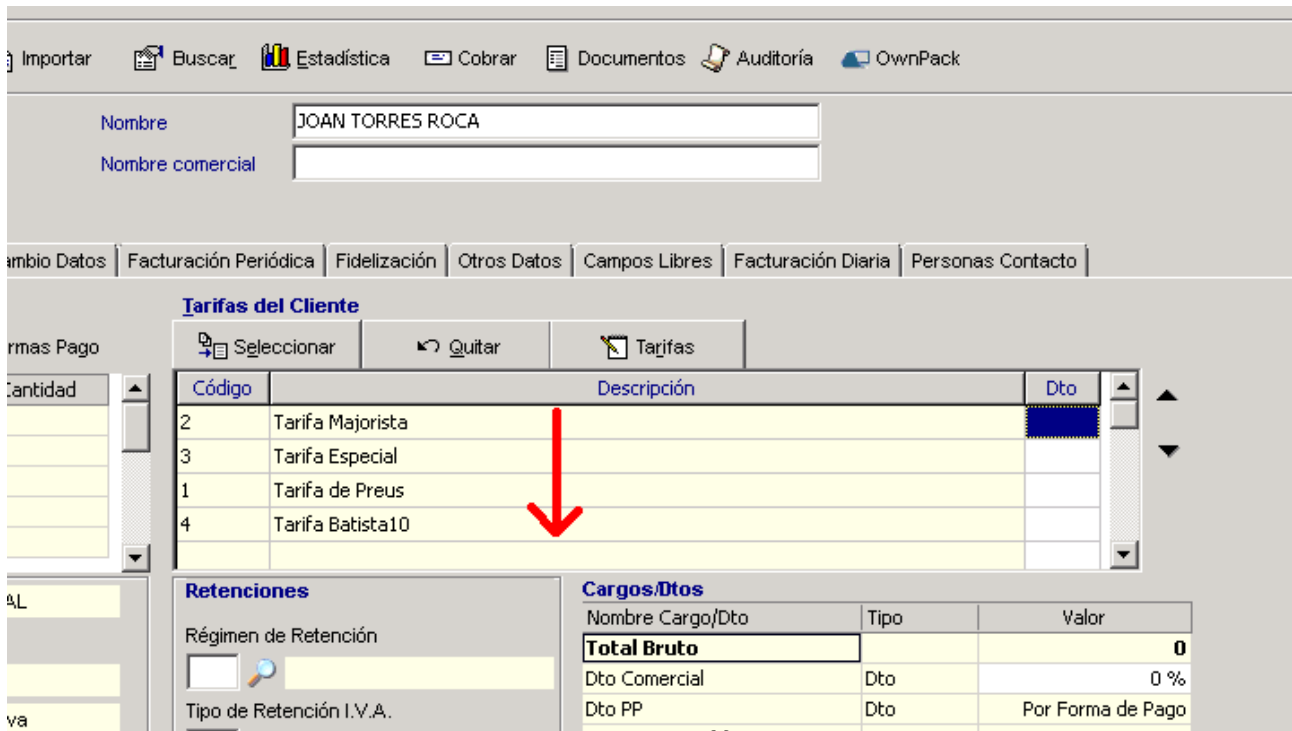 Importar Buscar Estadística Cobrar Documentos Auditoría OwnPack
Nombre JOAN TORRES ROCA
Nombre comercial
Datos Facturación Periódica Fidelización Otros Datos Campos Libres Facturación Diaria Personas Contacto
Tarifas del Cliente
Pago Seleccionar Quitar Tarifas
Cantidad Código Descripción Dto
2 Tarifa Majorista
3 Tarifa Especial
1 Tarifa de Preus
4 Tarifa Batista10
Retenciones Cargos/Dtos
Nombre Cargo/Dto Tipo Valor
Régimen de Retención
Total Bruto 0
Dto Comercial Dto 0 %
Tipo de Retención I.V.A. Dto PP Dto Por Forma de Pago